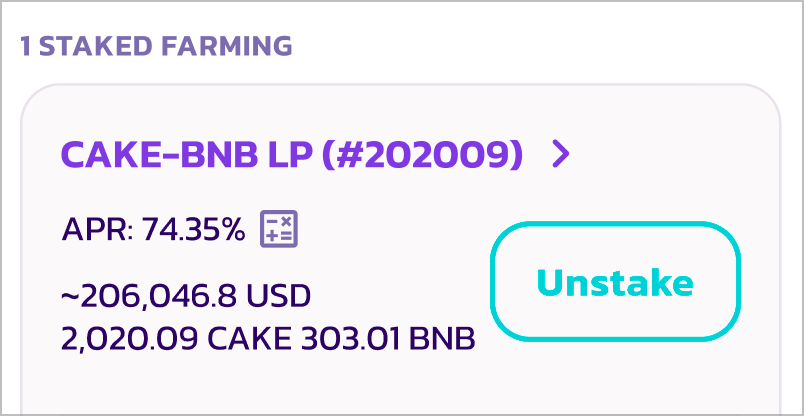 1 STAKED FARMING
CAKE-BNB LP (#202009)
APR: 74.35%
~206,046.8 USD
2,020.09 CAKE 303.01 BNB
Unstake